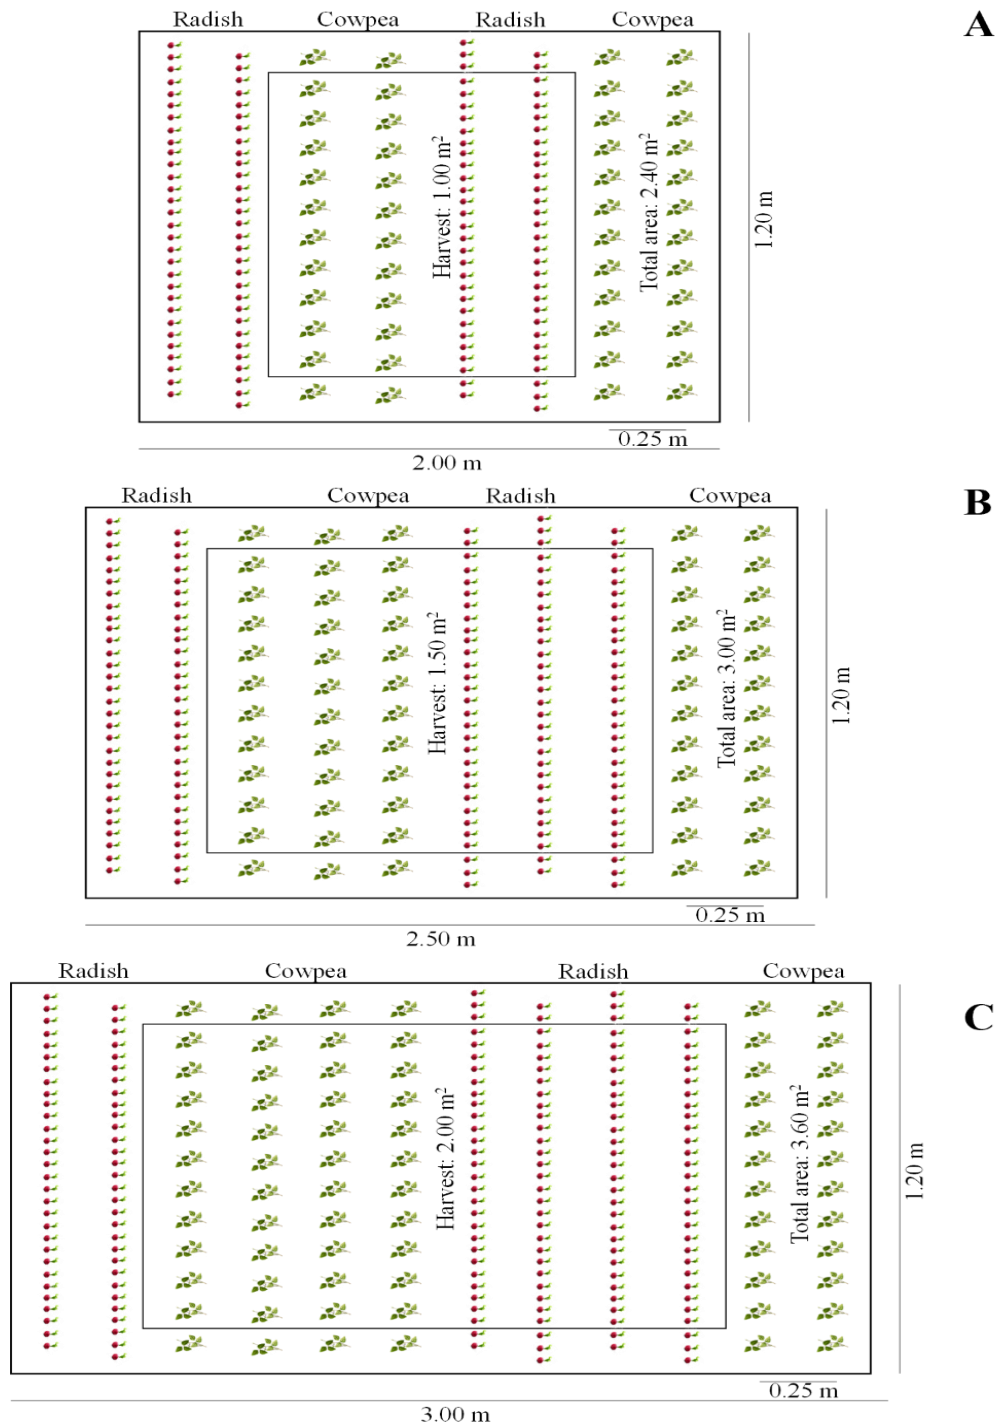 Radish Cowpea Radish Cowpea
A
Harvest: 1.00 m²
Total area: 2.40 m²
1.20 m
0.25 m
2.00 m
Radish Cowpea Radish Cowpea
B
Harvest: 1.50 m²
Total area: 3.00 m²
1.20 m
0.25 m
2.50 m
Radish Cowpea Radish Cowpea
C
Harvest: 2.00 m²
Total area: 3.60 m²
1.20 m
0.25 m
3.00 m